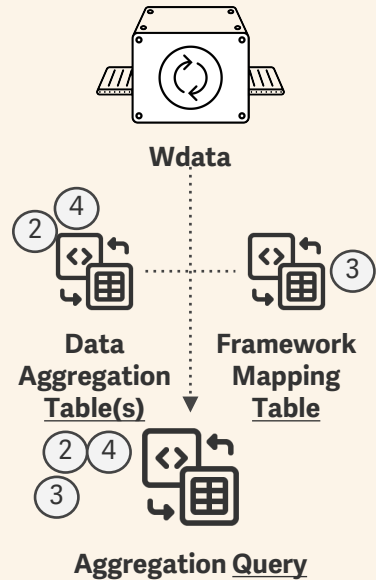 Wdata
4
2
3
Data
Aggregation
Table(s)
Framework
Mapping
Table
2 4
3
Aggregation Query